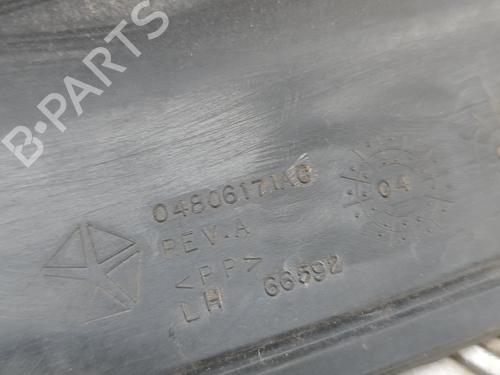 B-PARTS
04806171AG
REV.A
04
<PP>
LH 66592